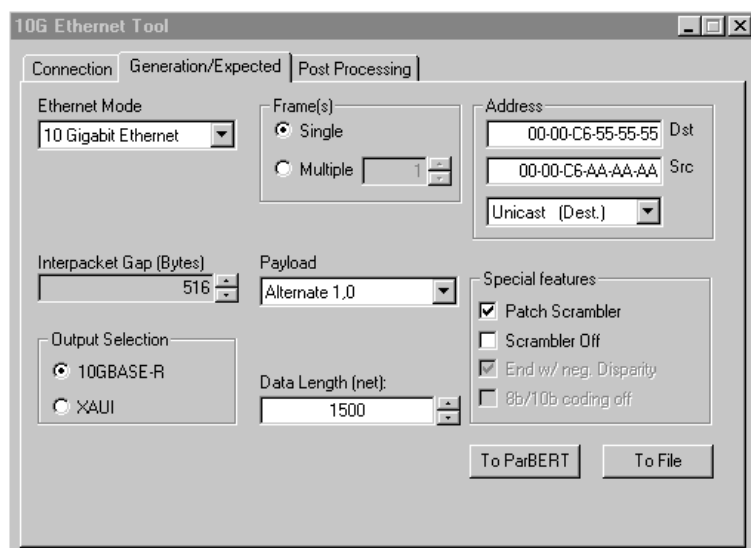 10G Ethernet Tool
Connection Generation/Expected Post Processing
Ethernet Mode
10 Gigabit Ethernet
Frame(s)
Single
Multiple 1
Address
00-00-C6-55-55-55 Dst
00-00-C6-AA-AA-AA Src
Unicast (Dest.)
Interpacket Gap (Bytes)
516
Payload
Alternate 1,0
Special features
Patch Scrambler
Scrambler Off
End w/ neg. Disparity
8b/10b coding off
Output Selection
10GBASE-R
XAUI
Data Length (net):
1500
To ParBERT To File